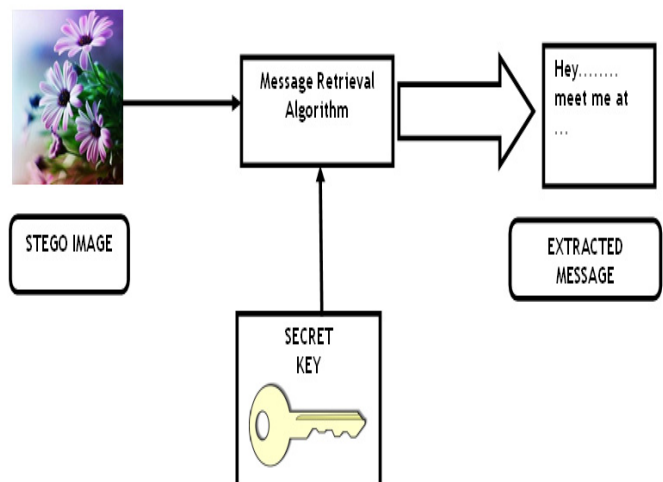 Message Retrieval
Algorithm
Hey........
meet me at
...
STEGO IMAGE
EXTRACTED
MESSAGE
SECRET
KEY